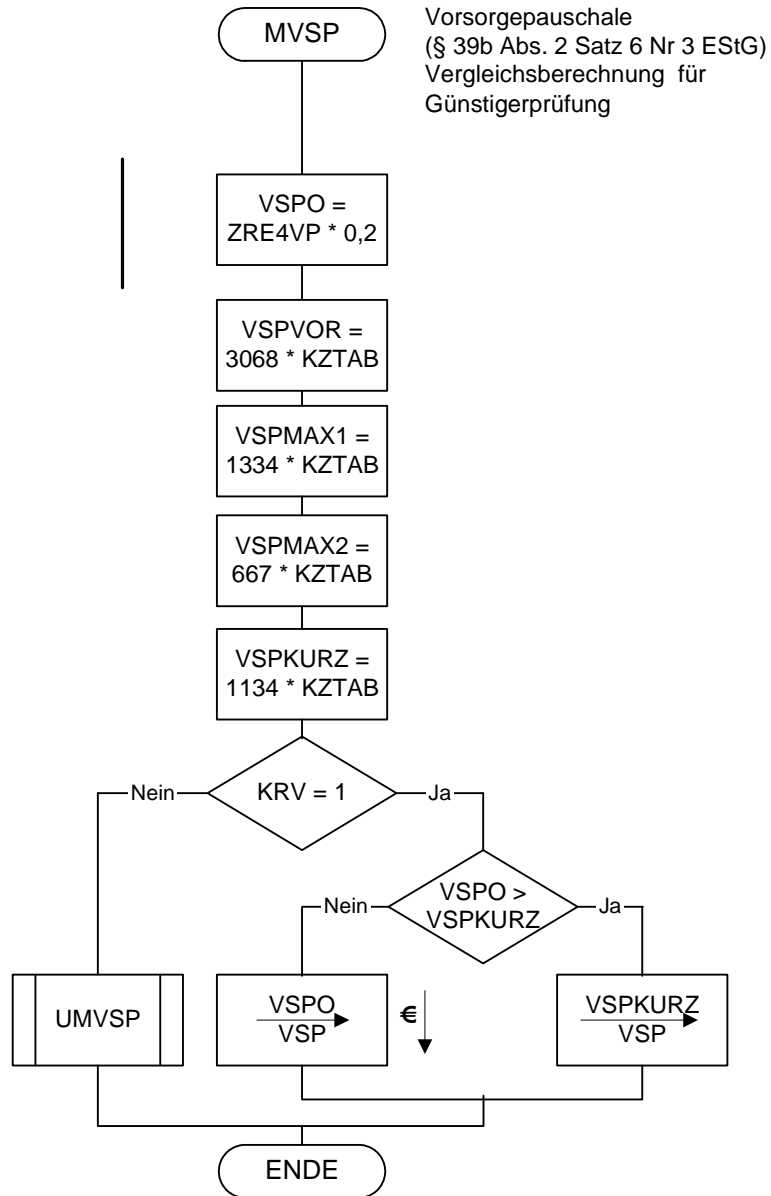 MVSP
Vorsorgepauschale
(§ 39b Abs. 2 Satz 6 Nr 3 EStG)
Vergleichsberechnung für
Günstigerprüfung
VSPO =
ZRE4VP * 0,2
VSPVOR =
3068 * KZTAB
VSPMAX1 =
1334 * KZTAB
VSPMAX2 =
667 * KZTAB
VSPKURZ =
1134 * KZTAB
Nein
KRV = 1
Ja
Nein
VSPO >
VSPKURZ
Ja
UMVSP
VSPO
VSP
€
VSPKURZ
VSP
ENDE